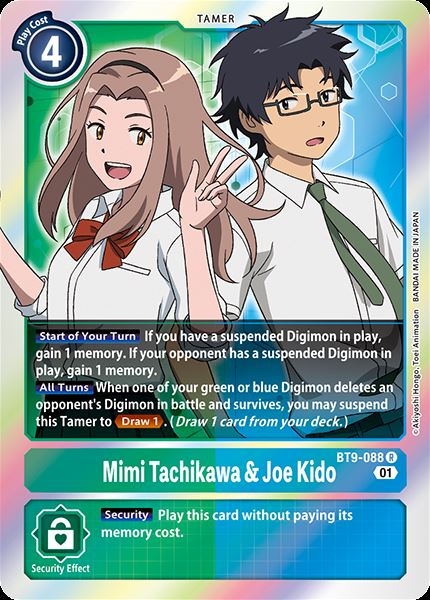 TAMER
Play Cost
4
Start of Your Turn If you have a suspended Digimon in play,
gain 1 memory. If your opponent has a suspended Digimon in
play, gain 1 memory.
All Turns When one of your green or blue Digimon deletes an
opponent's Digimon in battle and survives, you may suspend
this Tamer to Draw 1. (Draw 1 card from your deck.)
©Akiyoshi Hongo, Toei Animation BANDAI MADE IN JAPAN
BT9-088 R
Mimi Tachikawa & Joe Kido
01
Security Play this card without paying its
memory cost.
Security Effect